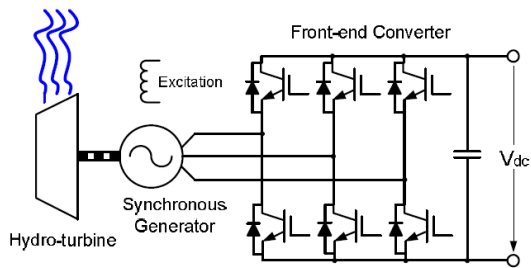 Front-end Converter
Excitation
Vdc
Synchronous
Generator
Hydro-turbine